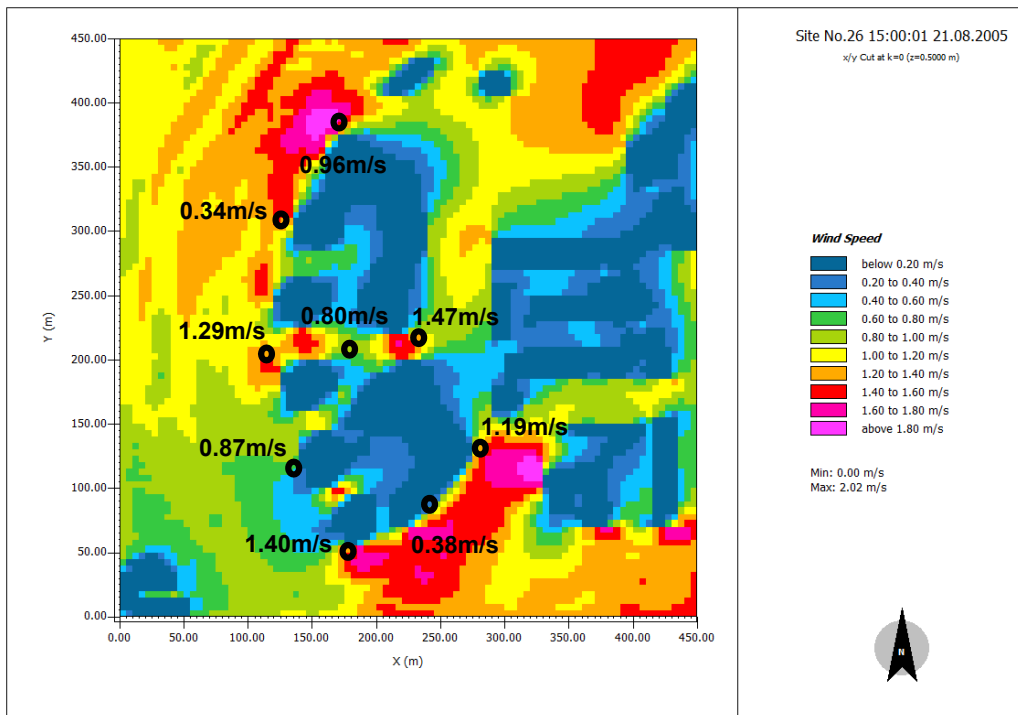 Site No.26 15:00:01 21.08.2005
x/y Cut at k=0 (z=0.5000 m)
450.00
400.00
350.00
300.00
250.00
200.00
150.00
100.00
50.00
0.00
Y (m)
0.96m/s
0.34m/s
0.80m/s
1.47m/s
1.29m/s
1.19m/s
0.87m/s
1.40m/s
0.38m/s
0.00
50.00
100.00
150.00
200.00
250.00
300.00
350.00
400.00
450.00
X (m)
Wind Speed
below 0.20 m/s
0.20 to 0.40 m/s
0.40 to 0.60 m/s
0.60 to 0.80 m/s
0.80 to 1.00 m/s
1.00 to 1.20 m/s
1.20 to 1.40 m/s
1.40 to 1.60 m/s
1.60 to 1.80 m/s
above 1.80 m/s
Min: 0.00 m/s
Max: 2.02 m/s
N